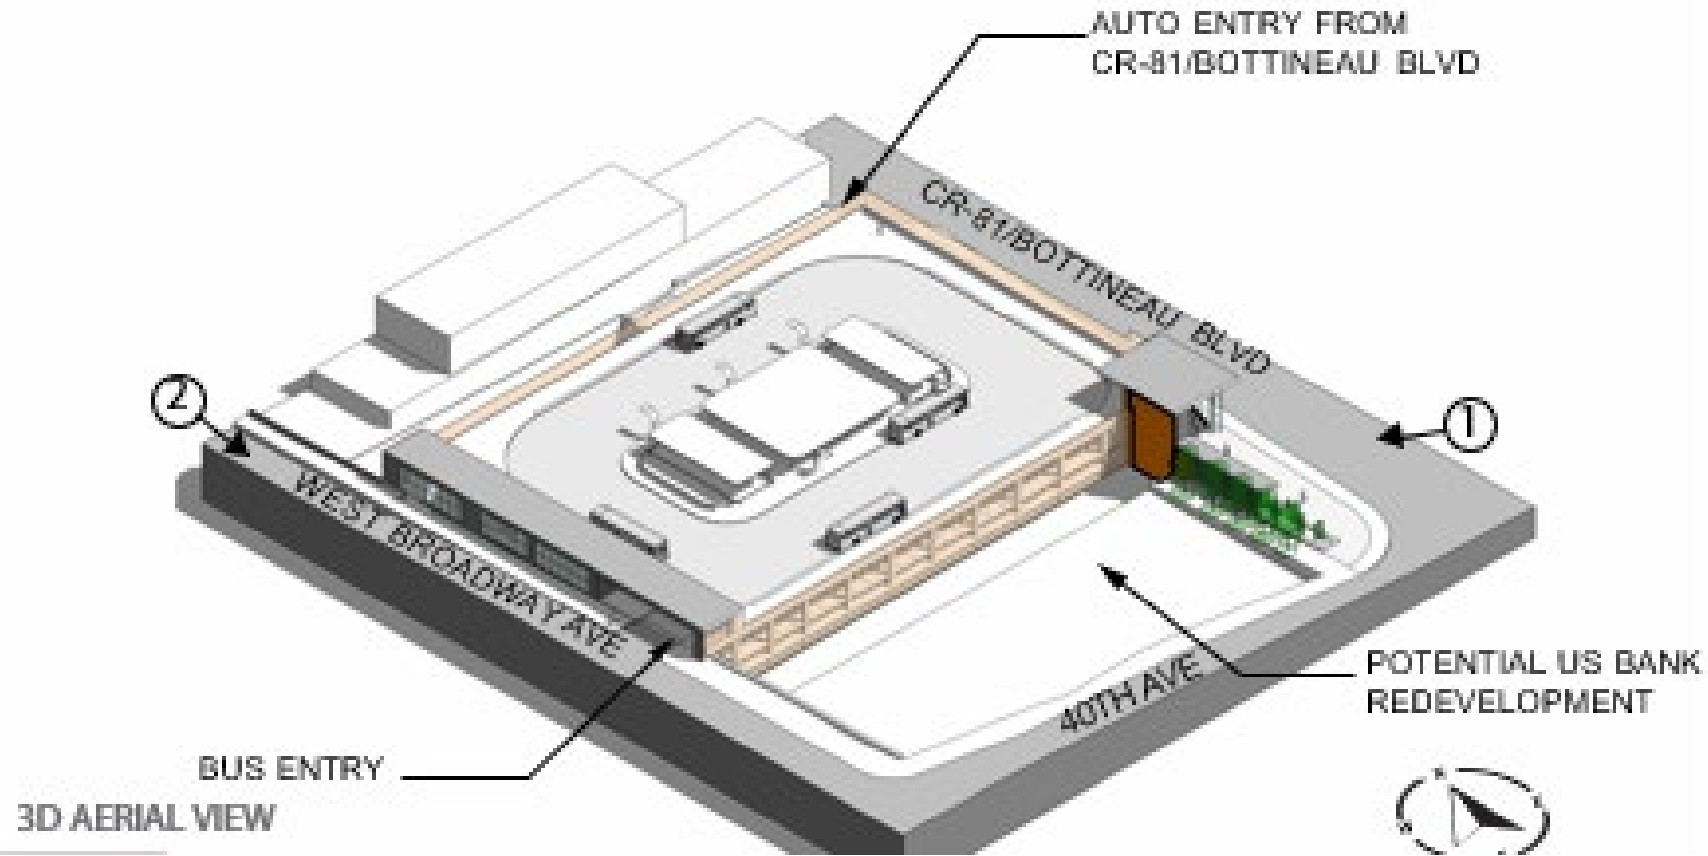 AUTO ENTRY FROM
CR-81/BOTTINEAU BLVD
CR-81/BOTTINEAU BLVD
2
1
WEST BROADWAY AVE
40TH AVE
POTENTIAL US BANK
REDEVELOPMENT
BUS ENTRY
3D AERIAL VIEW